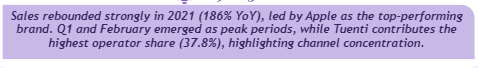 Sales rebounded strongly in 2021 (186% YoY), led by Apple as the top-performing
brand. Q1 and February emerged as peak periods, while Tuenti contributes the
highest operator share (37.8%), highlighting channel concentration.